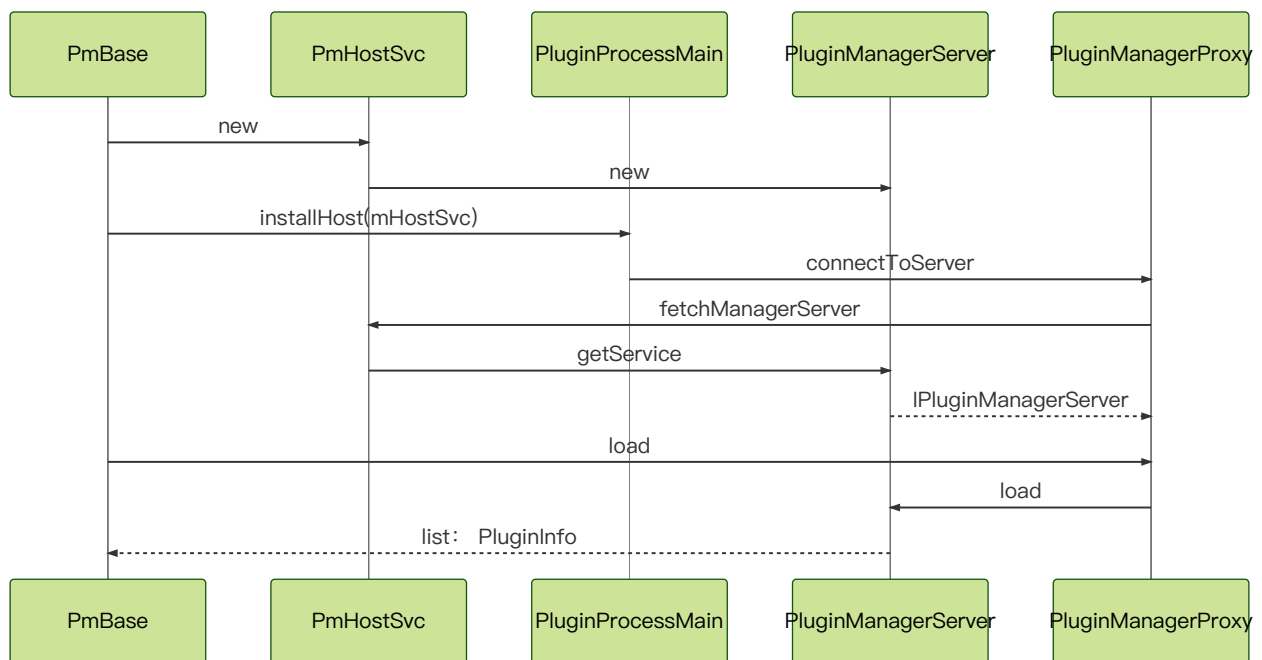 PmBase
PmHostSvc
PluginProcessMain
PluginManagerServer
PluginManagerProxy
new
new
installHost(mHostSvc)
connectToServer
fetchManagerServer
getService
IPluginManagerServer
load
load
list： PluginInfo
PmBase
PmHostSvc
PluginProcessMain
PluginManagerServer
PluginManagerProxy